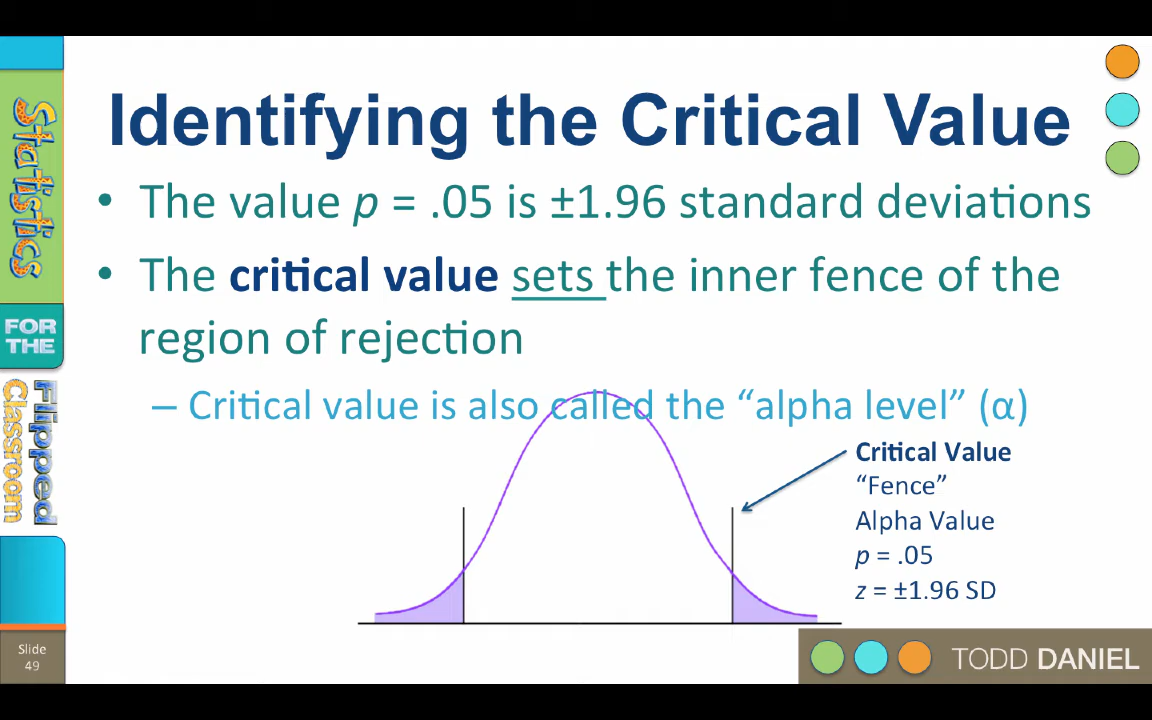 Identifying the Critical Value
• The value p = .05 is ±1.96 standard deviations
• The critical value sets the inner fence of the
region of rejection
– Critical value is also called the “alpha level” (α)
Critical Value
“Fence”
Alpha Value
p = .05
z = ±1.96 SD
Statistics
FOR
THE
Flipped
Classroom
Slide
49
TODD DANIEL